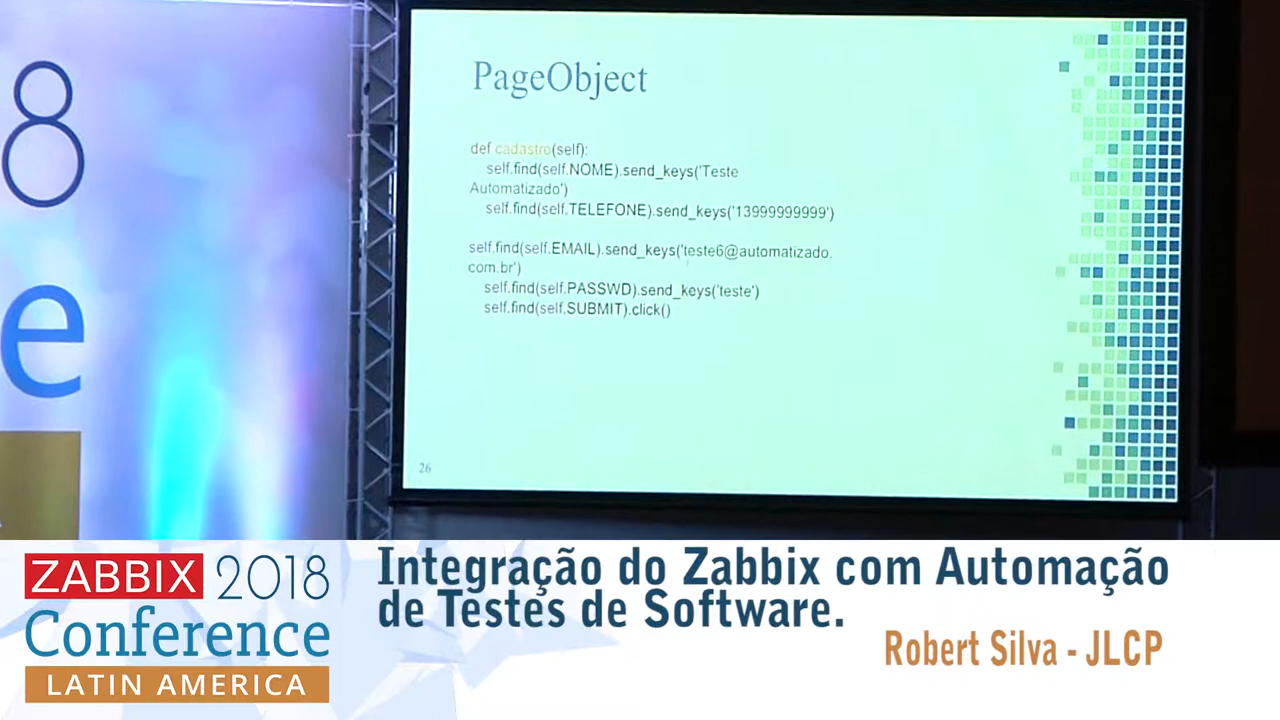 8
e
PageObject
def cadastro(self):
self.find(self.NOME).send_keys('Teste
Automatizado')
self.find(self.TELEFONE).send_keys('13999999999')
self.find(self.EMAIL).send_keys('teste6@automatizado.
com.br')
self.find(self.PASSWD).send_keys('teste')
self.find(self.SUBMIT).click()
26
ZABBIX 2018
Conference
LATIN AMERICA
Integração do Zabbix com Automação
de Testes de Software.
Robert Silva - JLCP